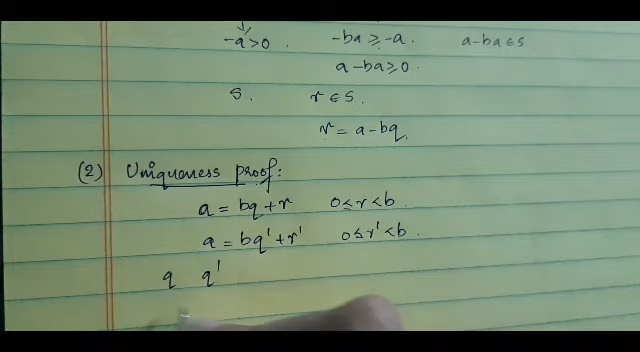 -a>0. -ba ≥ -a. a-ba ∈ S.
a-ba ≥ 0.
S. r ∈ S.
r = a-bq.
(2) Uniqueness proof:
a = bq+r 0≤r<b.
a = bq'+r' 0≤r'<b.
q q'